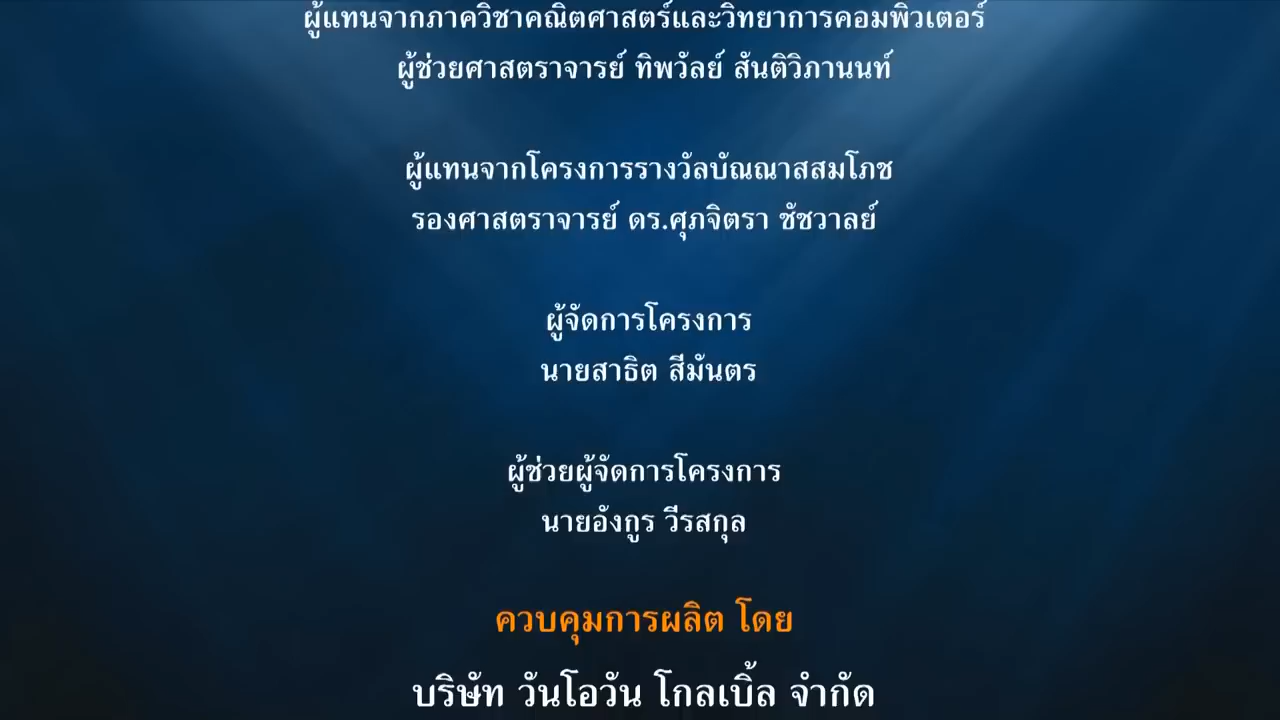 ผู้แทนจากภาควิชาคณิตศาสตร์และวิทยาการคอมพิวเตอร์
ผู้ช่วยศาสตราจารย์ ทิพวัลย์ สันติวิภานนท์
ผู้แทนจากโครงการรางวัลบัณณาสสมโภช
รองศาสตราจารย์ ดร.ศุภจิตรา ชัชวาลย์
ผู้จัดการโครงการ
นายสาธิต สีมันตร
ผู้ช่วยผู้จัดการโครงการ
นายอังกูร วีรสกุล
ควบคุมการผลิต โดย
บริษัท วันโอวัน โกลเบิ้ล จำกัด